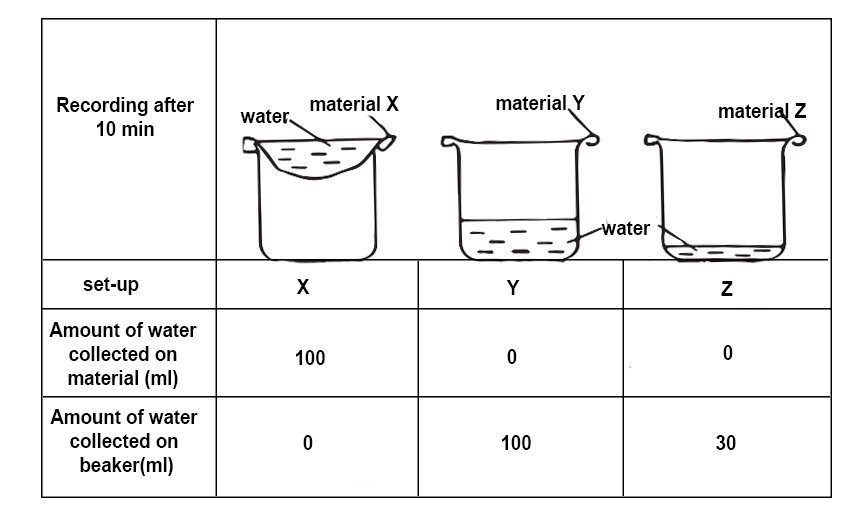 Recording after
10 min
water
material X
material Y
material Z
water
set-up
X
Y
Z
Amount of water
collected on
material (ml)
100
0
0
Amount of water
collected on
beaker(ml)
0
100
30